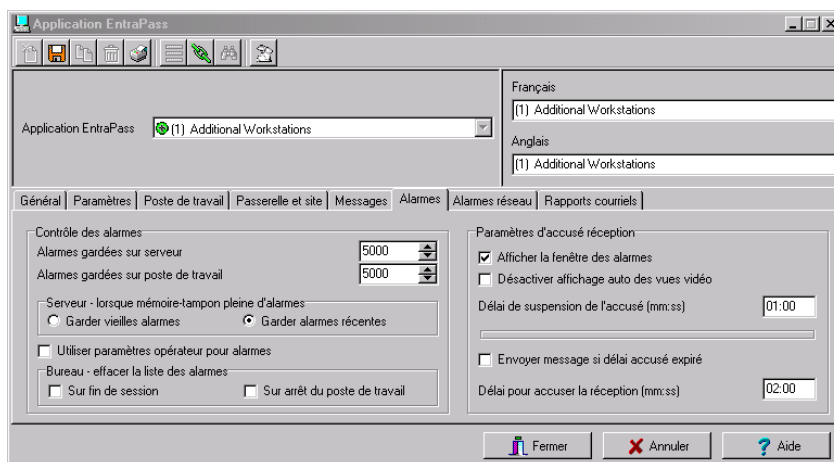 Application EntraPass
Français
(1) Additional Workstations
Application EntraPass (1) Additional Workstations
Anglais
(1) Additional Workstations
Général Paramètres Poste de travail Passerelle et site Messages Alarmes Alarmes réseau Rapports courriels
Contrôle des alarmes
Alarmes gardées sur serveur 5000
Alarmes gardées sur poste de travail 5000
Serveur - lorsque mémoire-tampon pleine d'alarmes
Garder vieilles alarmes Garder alarmes récentes
Utiliser paramètres opérateur pour alarmes
Bureau - effacer la liste des alarmes
Sur fin de session Sur arrêt du poste de travail
Paramètres d'accusé réception
Afficher la fenêtre des alarmes
Désactiver affichage auto des vues vidéo
Délai de suspension de l'accusé (mm:ss) 01:00
Envoyer message si délai accusé expiré
Délai pour accuser la réception (mm:ss) 02:00
Fermer Annuler Aide